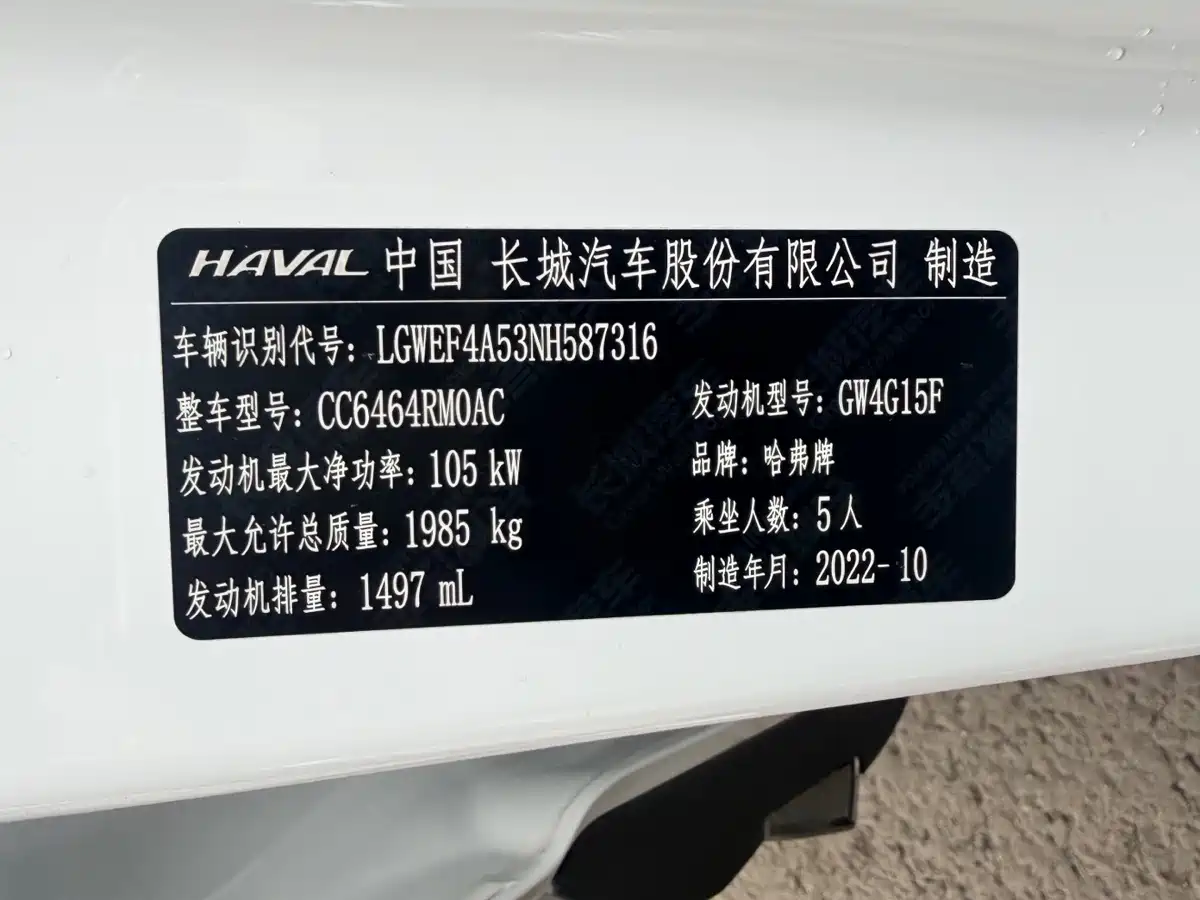 HAVAL 中国 长城汽车股份有限公司 制造
车辆识别代号：LGWEF4A53NH587316
整车型号：CC6464RM0AC
发动机型号：GW4G15F
发动机最大净功率：105 kW
品牌：哈弗牌
最大允许总质量：1985 kg
乘坐人数：5人
发动机排量：1497 mL
制造年月：2022-10